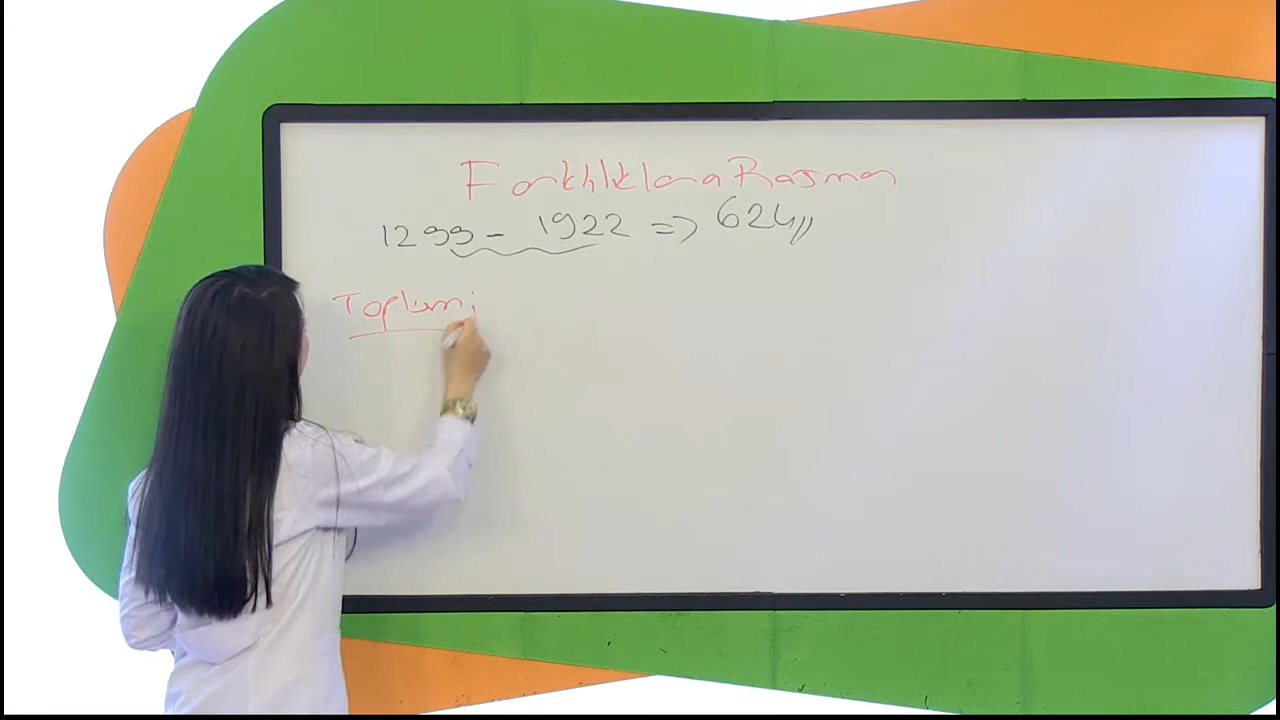 Farklılıklara Rağmen
1299 - 1922 => 624,,
Toplum;